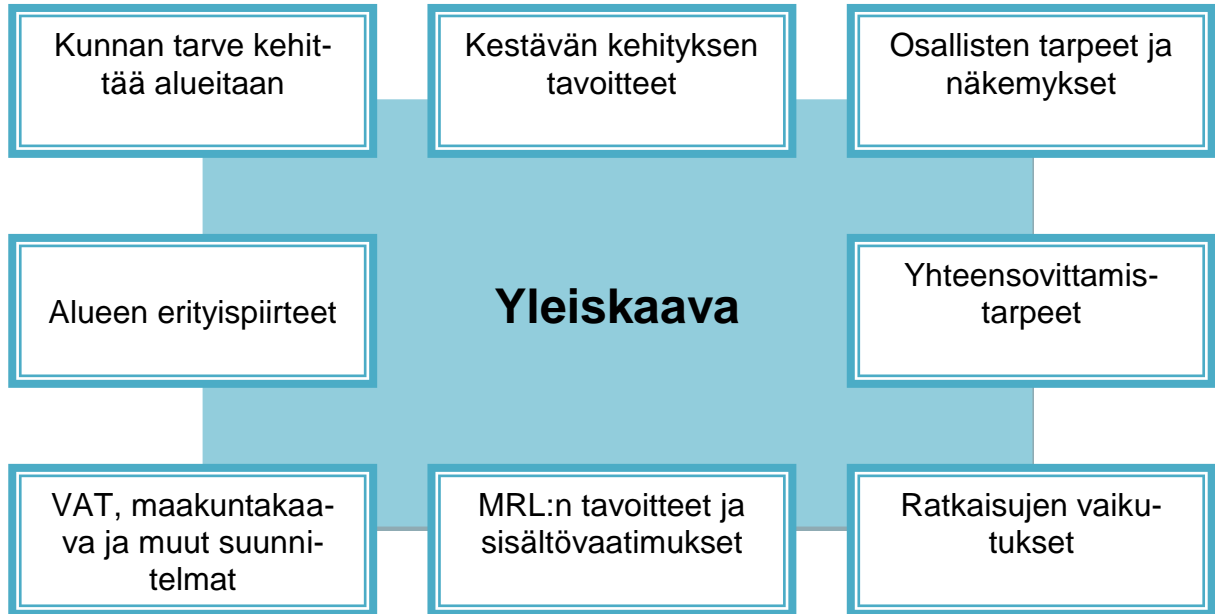 Kunnan tarve kehit-
tää alueitaan
Kestävän kehityksen
tavoitteet
Osallisten tarpeet ja
näkemykset
Alueen erityispiirteet
Yleiskaava
Yhteensovittamis-
tarpeet
VAT, maakuntakaa-
va ja muut suunni-
telmat
MRL:n tavoitteet ja
sisältövaatimukset
Ratkaisujen vaiku-
tukset